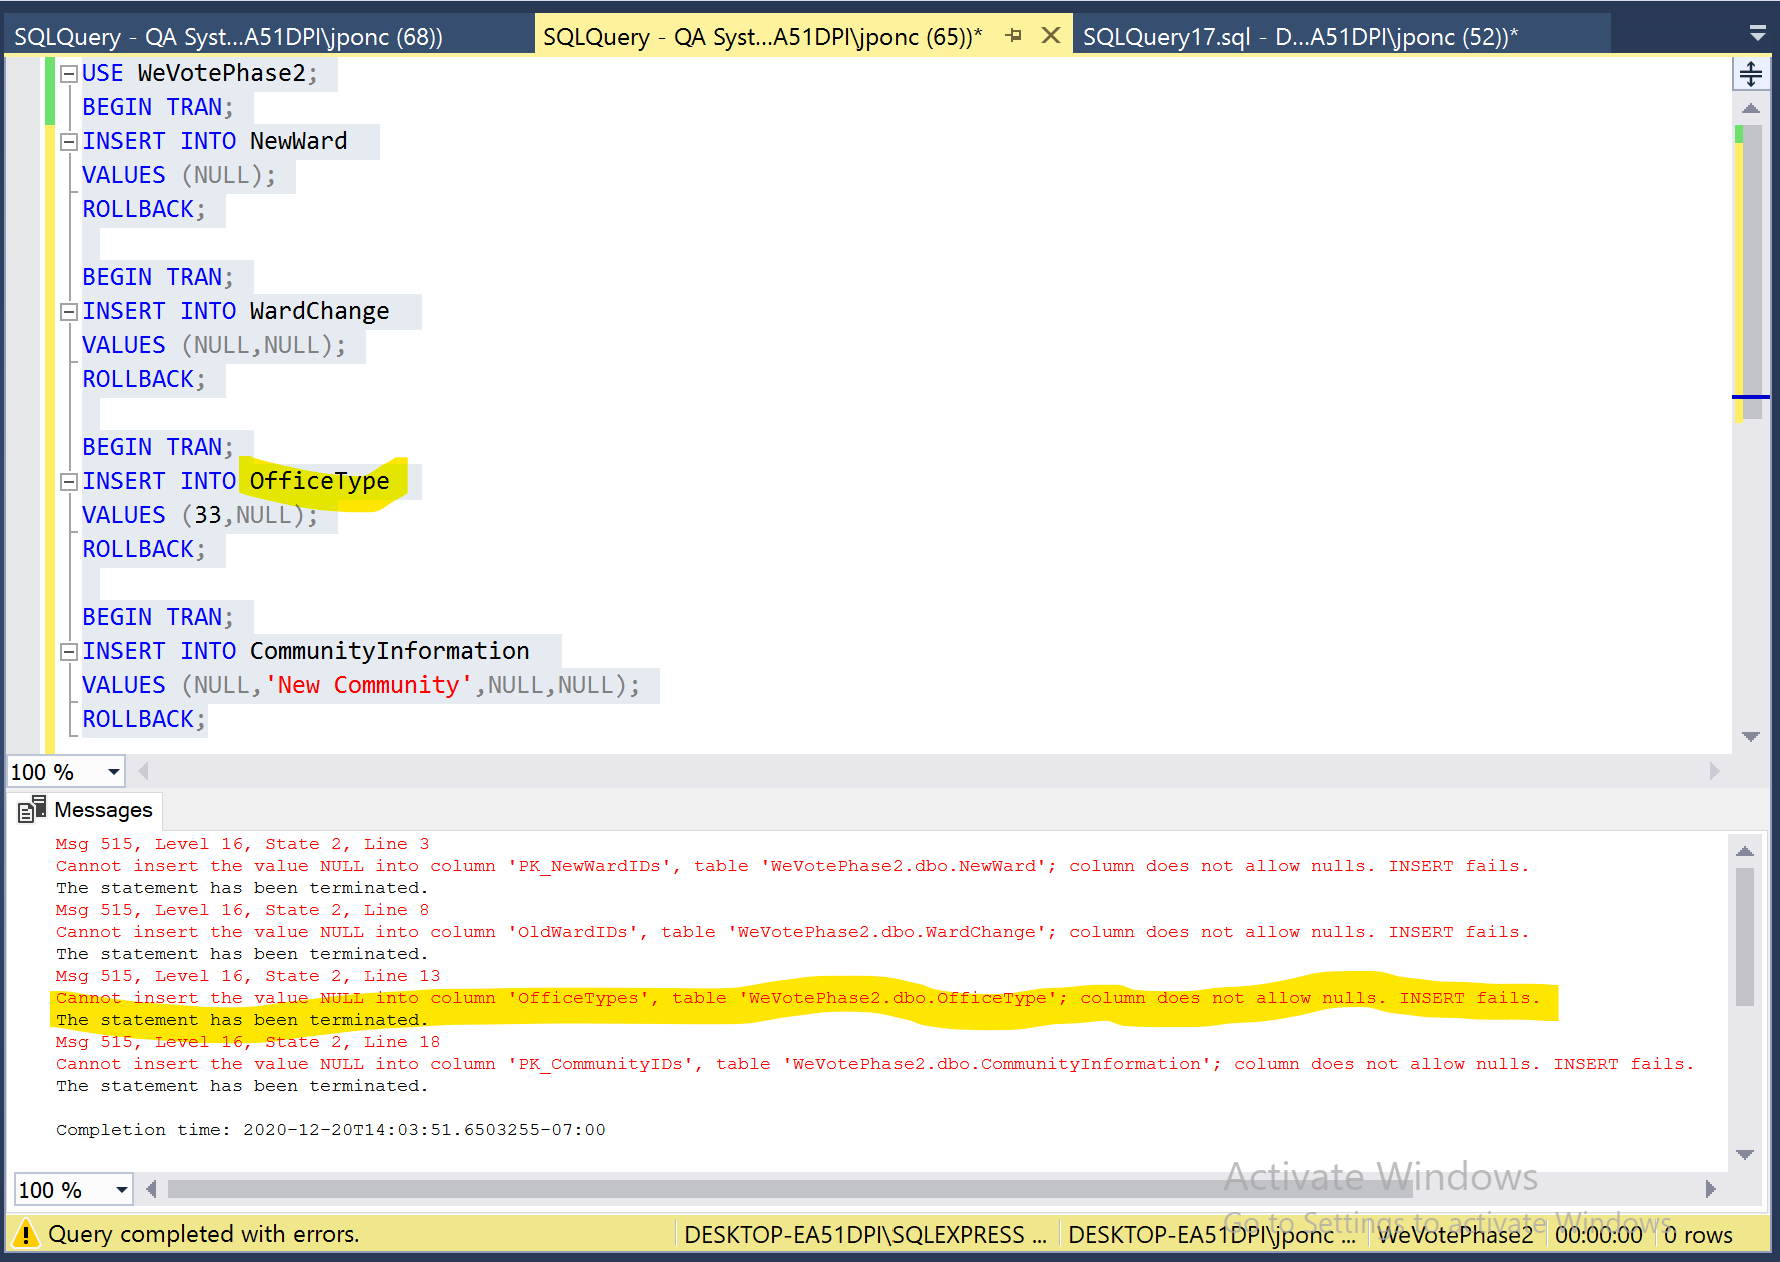 SQLQuery - QA Syst...A51DPI\jponc (68))
SQLQuery - QA Syst...A51DPI\jponc (65))*
SQLQuery17.sql - D...A51DPI\jponc (52))*
USE WeVotePhase2;
BEGIN TRAN;
INSERT INTO NewWard
VALUES (NULL);
ROLLBACK;
BEGIN TRAN;
INSERT INTO WardChange
VALUES (NULL,NULL);
ROLLBACK;
BEGIN TRAN;
INSERT INTO OfficeType
VALUES (33,NULL);
ROLLBACK;
BEGIN TRAN;
INSERT INTO CommunityInformation
VALUES (NULL,'New Community',NULL,NULL);
ROLLBACK;
100 %
Messages
Msg 515, Level 16, State 2, Line 3
Cannot insert the value NULL into column 'PK_NewWardIDs', table 'WeVotePhase2.dbo.NewWard'; column does not allow nulls. INSERT fails.
The statement has been terminated.
Msg 515, Level 16, State 2, Line 8
Cannot insert the value NULL into column 'OldWardIDs', table 'WeVotePhase2.dbo.WardChange'; column does not allow nulls. INSERT fails.
The statement has been terminated.
Msg 515, Level 16, State 2, Line 13
Cannot insert the value NULL into column 'OfficeTypes', table 'WeVotePhase2.dbo.OfficeType'; column does not allow nulls. INSERT fails.
The statement has been terminated.
Msg 515, Level 16, State 2, Line 18
Cannot insert the value NULL into column 'PK_CommunityIDs', table 'WeVotePhase2.dbo.CommunityInformation'; column does not allow nulls. INSERT fails.
The statement has been terminated.
Completion time: 2020-12-20T14:03:51.6503255-07:00
Activate Windows
Go to Settings to activate Windows.
100 %
Query completed with errors.
DESKTOP-EA51DPI\SQLEXPRESS ...
DESKTOP-EA51DPI\jponc ...
WeVotePhase2
00:00:00
0 rows